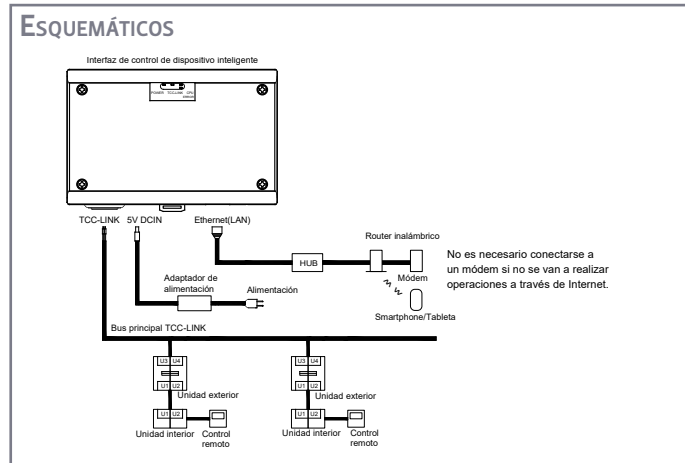 ESQUEMÁTICOS
Interfaz de control de dispositivo inteligente
POWER TCC-LINK CPU
ERROR
TCC-LINK 5V DCIN Ethernet(LAN)
Router inalámbrico
HUB
Módem
No es necesario conectarse a
un módem si no se van a realizar
operaciones a través de Internet.
Adaptador de
alimentación
Alimentación
Smartphone/Tableta
Bus principal TCC-LINK
U3 U4 U3 U4
U1 U2 U1 U2
Unidad exterior Unidad exterior
U1 U2 U1 U2
Unidad interior Control
remoto
Unidad interior Control
remoto